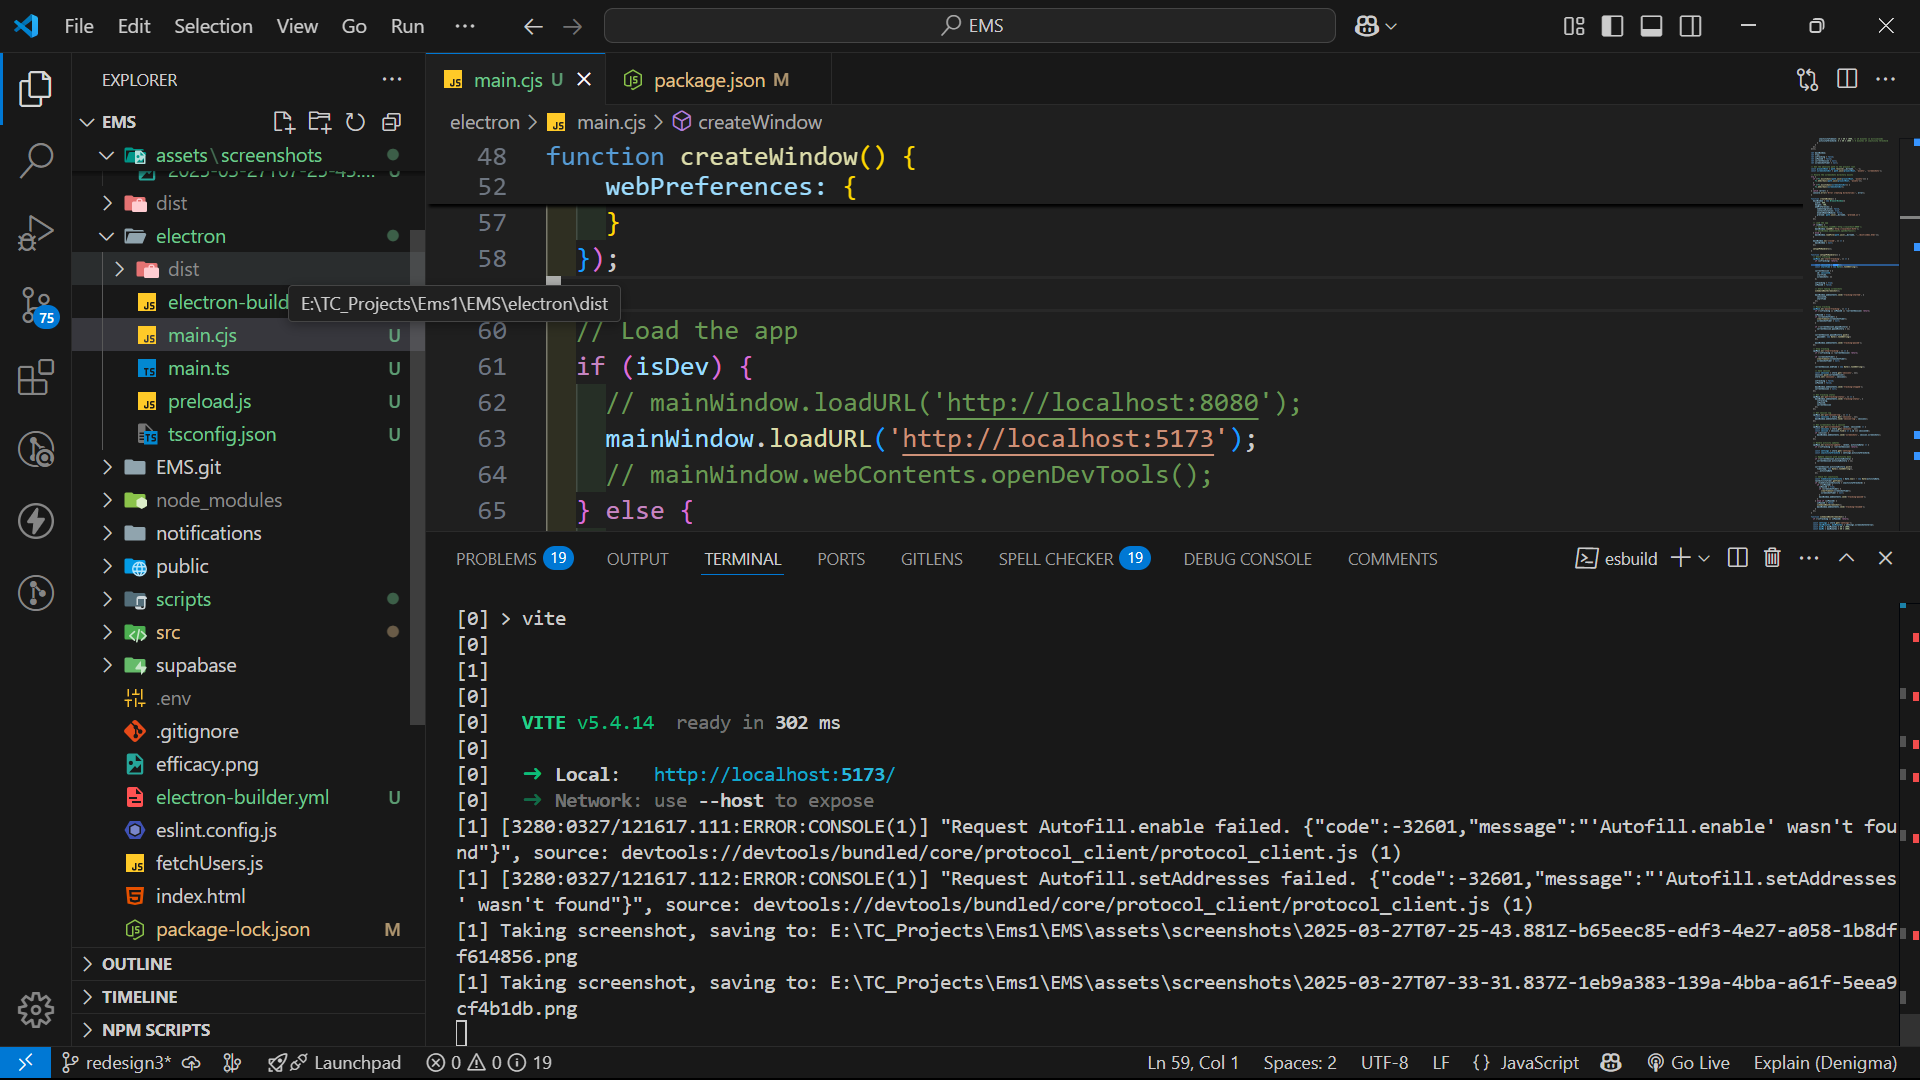 File Edit Selection View Go Run ··· EMS
EXPLORER
EMS
assets\screenshots
dist
electron
dist
electron-build
E:\TC_Projects\Ems1\EMS\electron\dist
main.cjs U
main.ts U
preload.js U
tsconfig.json U
EMS.git
node_modules
notifications
public
scripts
src
supabase
.env
.gitignore
efficacy.png
electron-builder.yml U
eslint.config.js
fetchUsers.js
index.html
package-lock.json M
OUTLINE
TIMELINE
NPM SCRIPTS
main.cjs U package.json M
electron > main.cjs > createWindow
48 function createWindow() {
52 webPreferences: {
57 }
58 });
60 // Load the app
61 if (isDev) {
62 // mainWindow.loadURL('http://localhost:8080');
63 mainWindow.loadURL('http://localhost:5173');
64 // mainWindow.webContents.openDevTools();
65 } else {
PROBLEMS 19 OUTPUT TERMINAL PORTS GITLENS SPELL CHECKER 19 DEBUG CONSOLE COMMENTS esbuild
[0] > vite
[0]
[1]
[0]
[0] VITE v5.4.14 ready in 302 ms
[0]
[0] ➜ Local: http://localhost:5173/
[0] ➜ Network: use --host to expose
[1] [3280:0327/121617.111:ERROR:CONSOLE(1)] "Request Autofill.enable failed. {"code":-32601,"message":"'Autofill.enable' wasn't fou
nd"}", source: devtools://devtools/bundled/core/protocol_client/protocol_client.js (1)
[1] [3280:0327/121617.112:ERROR:CONSOLE(1)] "Request Autofill.setAddresses failed. {"code":-32601,"message":"'Autofill.setAddresses
' wasn't found"}", source: devtools://devtools/bundled/core/protocol_client/protocol_client.js (1)
[1] Taking screenshot, saving to: E:\TC_Projects\Ems1\EMS\assets\screenshots\2025-03-27T07-25-43.881Z-b65eec85-edf3-4e27-a058-1b8df
f614856.png
[1] Taking screenshot, saving to: E:\TC_Projects\Ems1\EMS\assets\screenshots\2025-03-27T07-33-31.837Z-1eb9a383-139a-4bba-a61f-5eea9
cf4b1db.png
75
redesign3* Launchpad 0 0 19 Ln 59, Col 1 Spaces: 2 UTF-8 LF {} JavaScript Go Live Explain (Denigma)